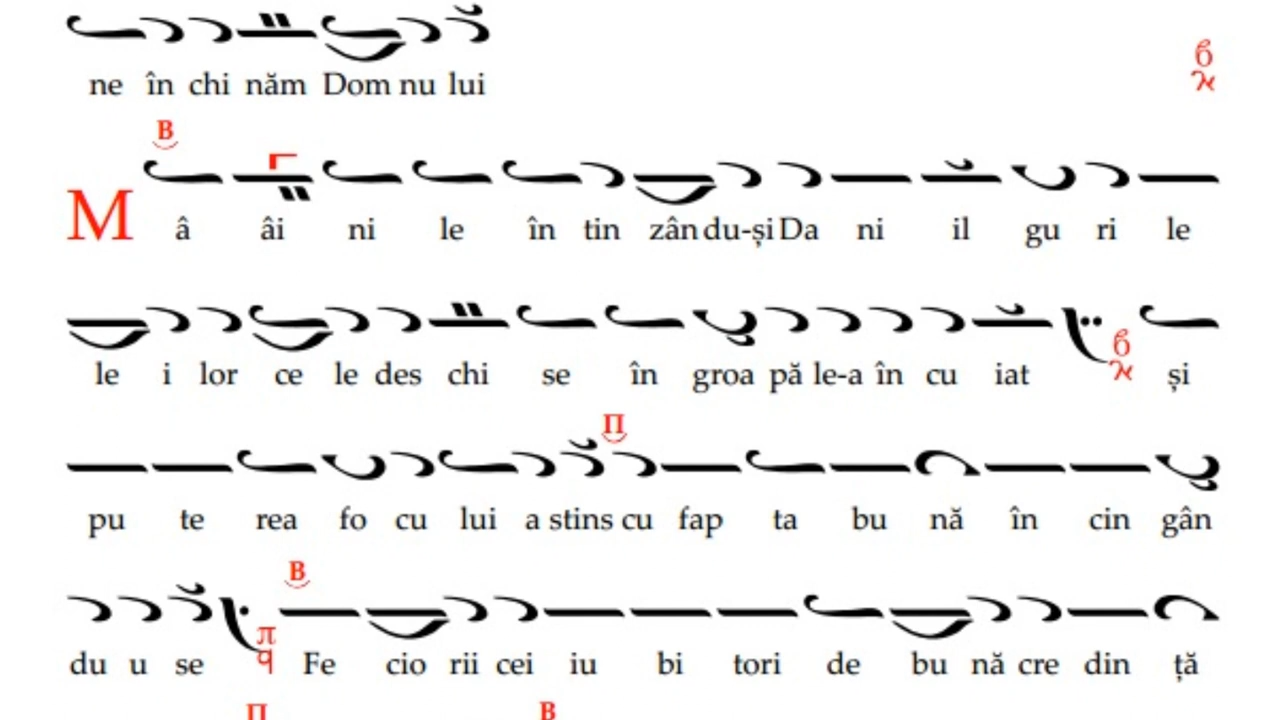 ne în chi năm Dom nu lui
M â âi ni le în tin zân du-și Da ni il gu ri le
le i lor ce le des chi se în groa pă le-a în cu iat și
pu te rea fo cu lui a stins cu fap ta bu nă în cin gân
du u se Fe cio rii cei iu bi tori de bu nă cre din ță